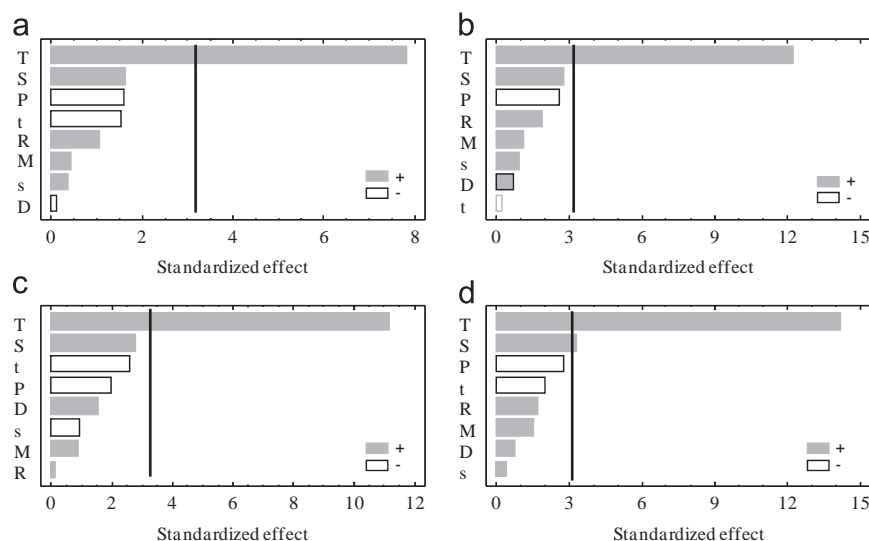 a
T
S
P
t
R
M
s
D
+
-
0 2 4 6 8
Standardized effect
b
T
S
P
R
M
s
D
t
+
-
0 3 6 9 12 15
Standardized effect
c
T
S
t
P
D
s
M
R
+
-
0 2 4 6 8 10 12
Standardized effect
d
T
S
P
t
R
M
D
s
+
-
0 3 6 9 12 15
Standardized effect